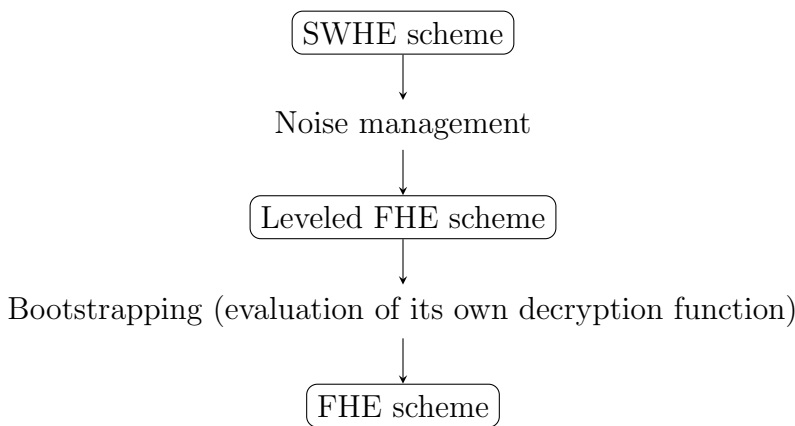 SWHE scheme
Noise management
Leveled FHE scheme
Bootstrapping (evaluation of its own decryption function)
FHE scheme